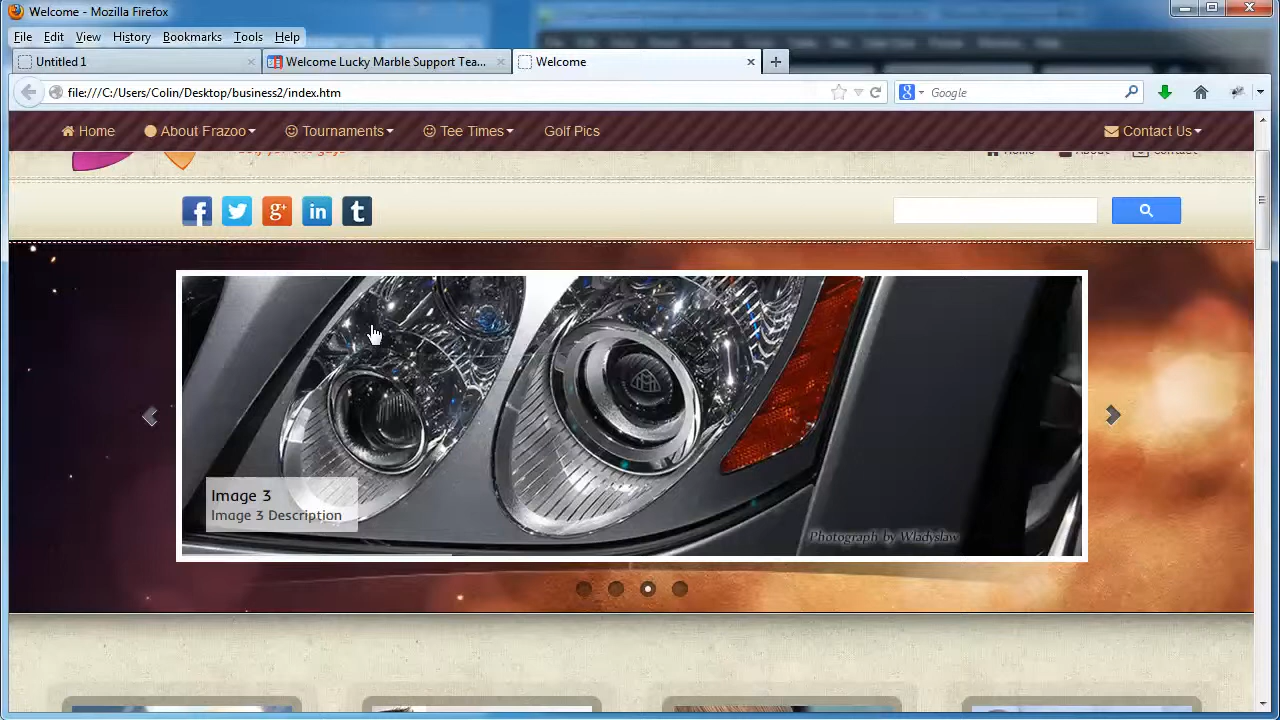 Welcome - Mozilla Firefox
File Edit View History Bookmarks Tools Help
Untitled 1
Welcome Lucky Marble Support Tea...
Welcome
file:///C:/Users/Colin/Desktop/business2/index.htm
Google
Home
About Frazoo
Tournaments
Tee Times
Golf Pics
Contact Us
Image 3
Image 3 Description
Photograph by Wladyslaw